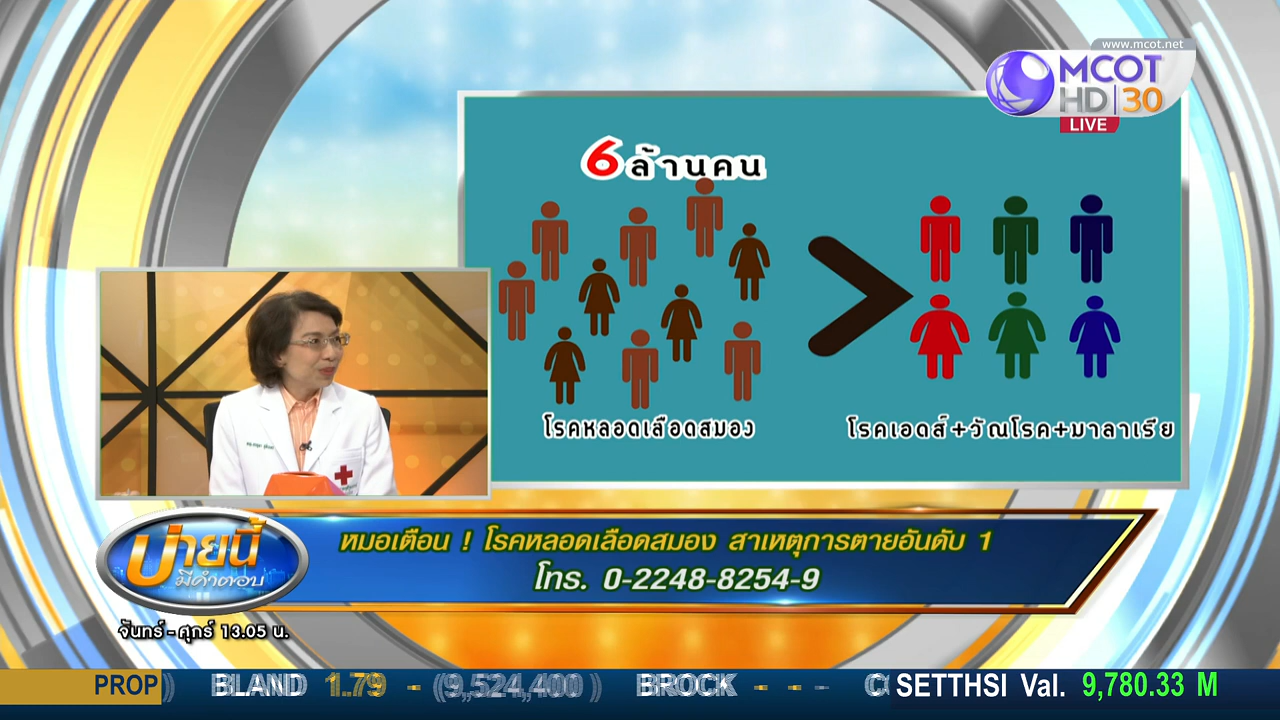 www.mcot.net
MCOT
HD|30
LIVE
6ล้านคน
โรคหลอดเลือดสมอง
โรคเอดส์+วัณโรค+มาลาเรีย
บ่ายนี้
มีคำตอบ
จันทร์ - ศุกร์ 13.05 น.
หมอเตือน ! โรคหลอดเลือดสมอง สาเหตุการตายอันดับ 1
โทร. 0-2248-8254-9
PROP BLAND 1.79 - (9,524,400) BROCK - - - SETTHSI Val. 9,780.33 M